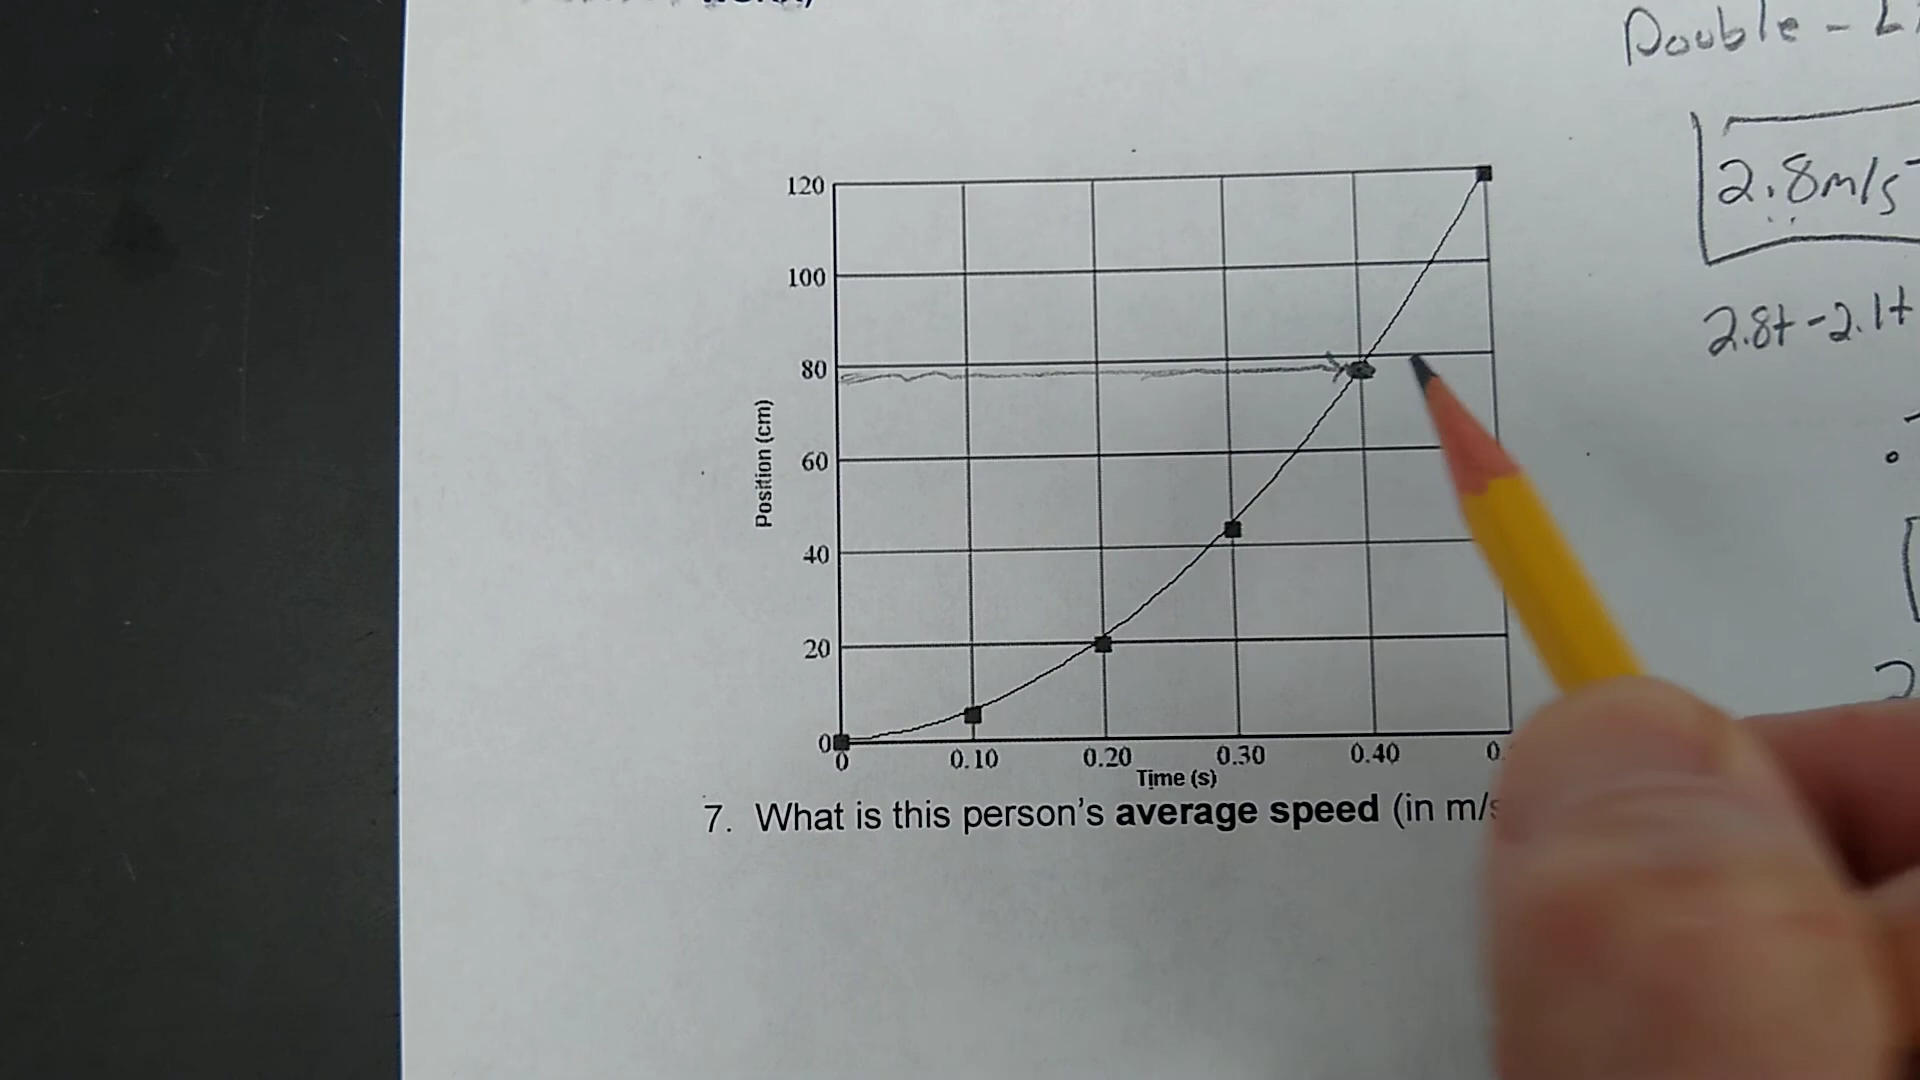 Double -
2.8m/s
120
100
80
60
40
20
0
Position (cm)
0 0.10 0.20 0.30 0.40
Time (s)
2.8t-2.1t
7. What is this person's average speed (in m/s